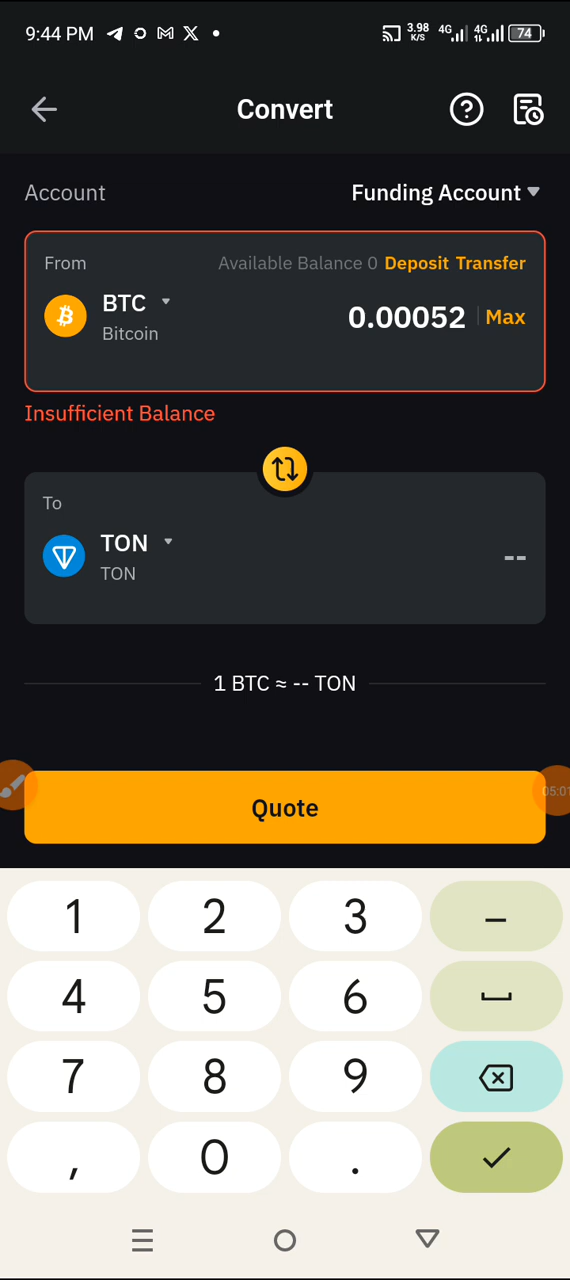 9:44 PM 3.98 K/S 4G 4G 74
Convert
Account Funding Account
From Available Balance 0 Deposit Transfer
BTC 0.00052 Max
Bitcoin
Insufficient Balance
To
TON --
TON
1 BTC ≈ -- TON
Quote 05:01
1 2 3 –
4 5 6
7 8 9
, 0 .